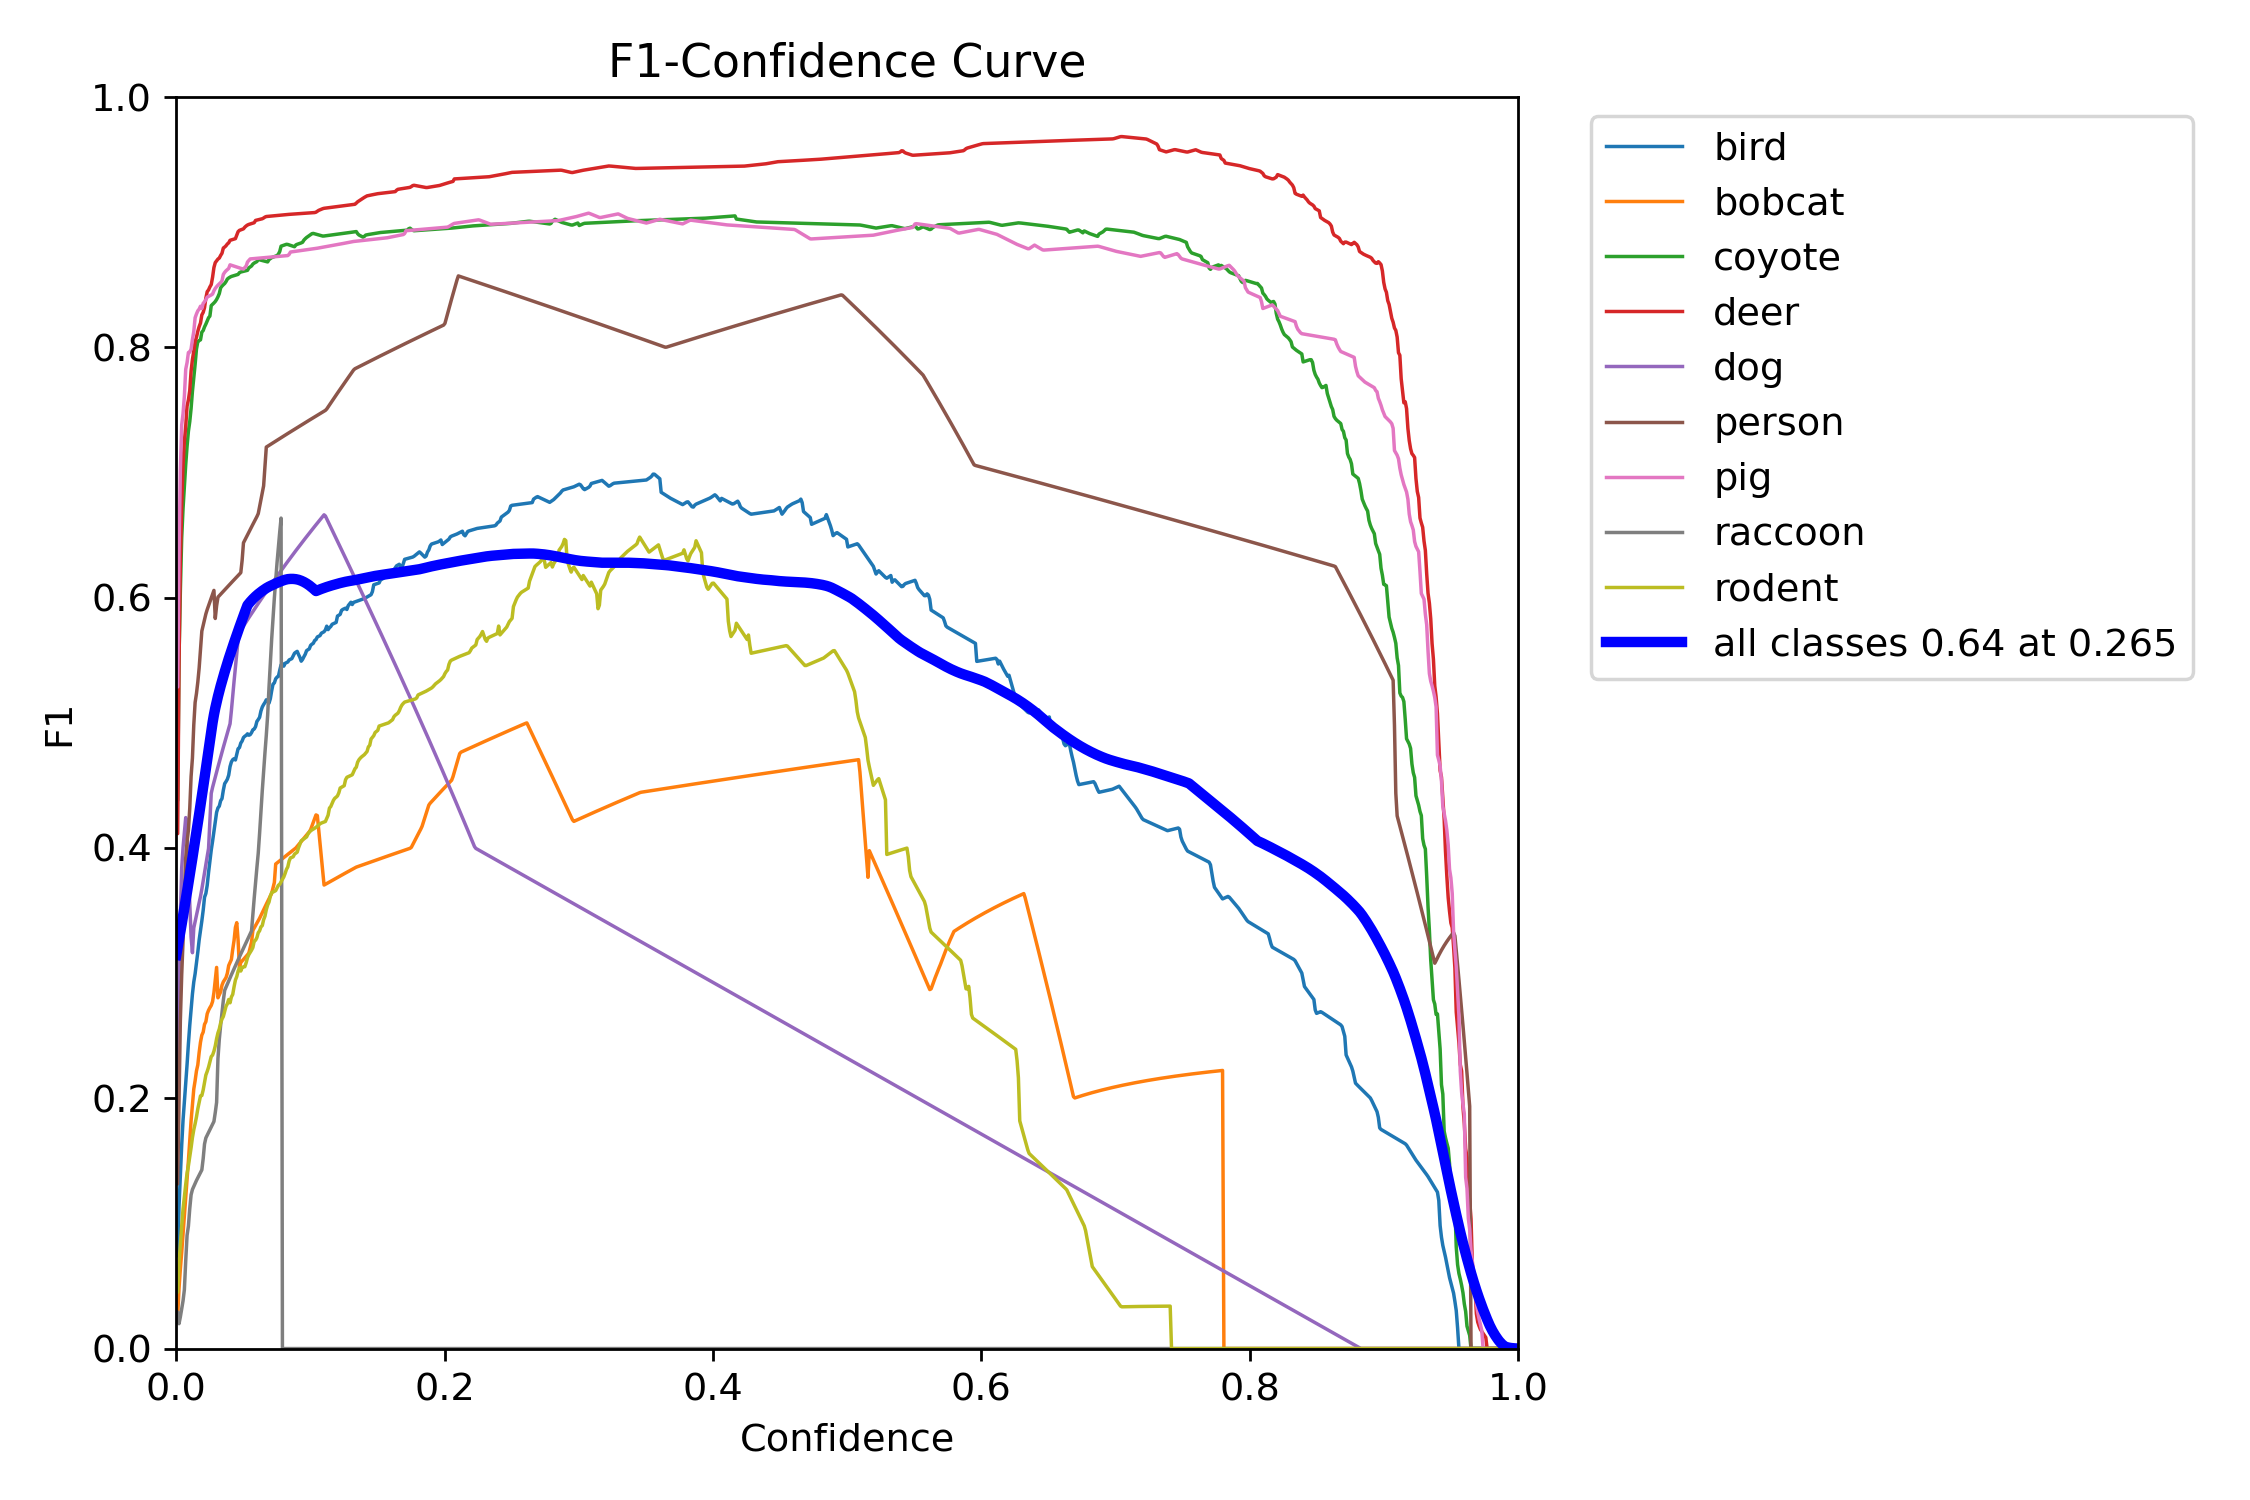 F1-Confidence Curve
1.0
0.8
0.6
0.4
0.2
0.0
F1
0.0 0.2 0.4 0.6 0.8 1.0
Confidence
bird
bobcat
coyote
deer
dog
person
pig
raccoon
rodent
all classes 0.64 at 0.265